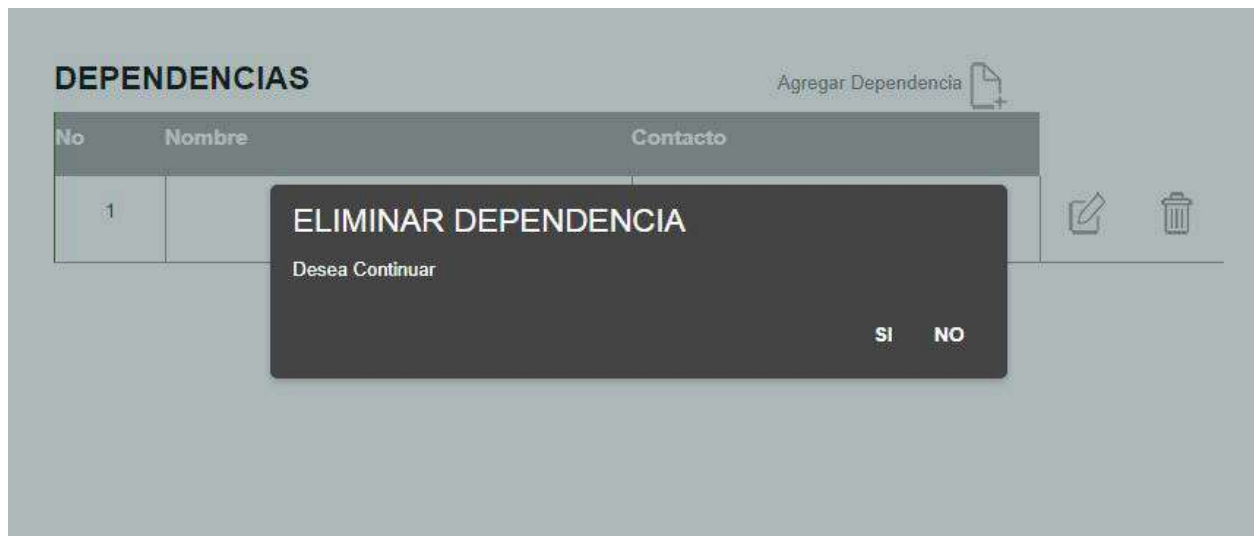 DEPENDENCIAS
Agregar Dependencia
No Nombre Contacto
1
ELIMINAR DEPENDENCIA
Desea Continuar
SI NO